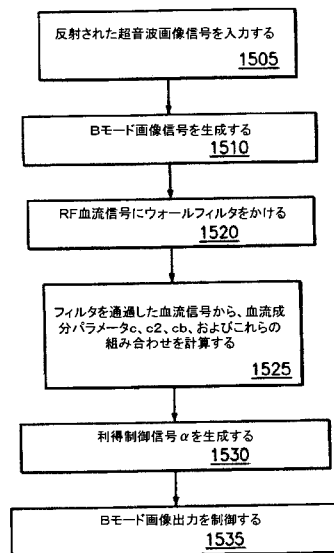 反射された超音波画像信号を入力する
1505
Bモード画像信号を生成する
1510
RF血流信号にウォールフィルタをかける
1520
フィルタを通過した血流信号から、血流成
分パラメータc、c2、cb、およびこれらの
組み合わせを計算する
1525
利得制御信号αを生成する
1530
Bモード画像出力を制御する
1535